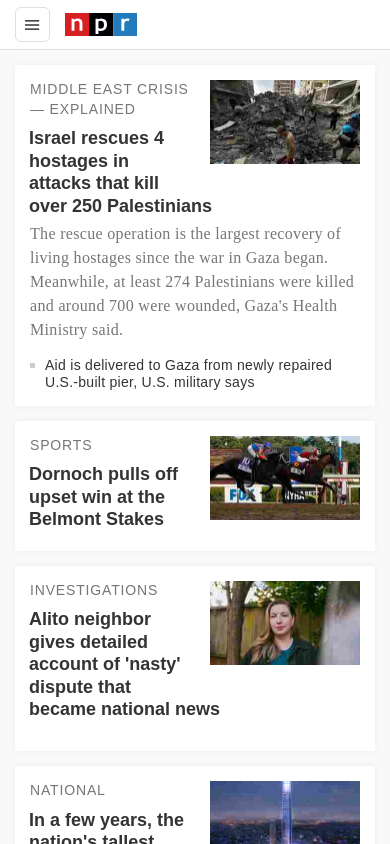 npr
MIDDLE EAST CRISIS
— EXPLAINED
Israel rescues 4
hostages in
attacks that kill
over 250 Palestinians
The rescue operation is the largest recovery of
living hostages since the war in Gaza began.
Meanwhile, at least 274 Palestinians were killed
and around 700 were wounded, Gaza's Health
Ministry said.
Aid is delivered to Gaza from newly repaired
U.S.-built pier, U.S. military says
SPORTS
Dornoch pulls off
upset win at the
Belmont Stakes
FOX
INVESTIGATIONS
Alito neighbor
gives detailed
account of 'nasty'
dispute that
became national news
NATIONAL
In a few years, the
nation's tallest